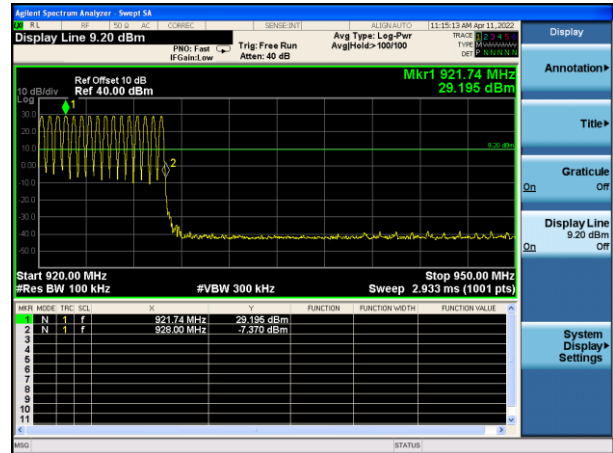 Agilent Spectrum Analyzer - Swept SA
RL RF 50 Ω AC CORREC SENSE:INT ALIGNAUTO 11:15:13 AM Apr 11, 2022
Display Line 9.20 dBm
PNO: Fast Trig: Free Run Avg Type: Log-Pwr TRACE 1 2 3 4 5 6
IFGain:Low Atten: 40 dB Avg|Hold:> 100/100 TYPE M
DET P N N N N N
Ref Offset 10 dB Mkr1 921.74 MHz
10 dB/div Ref 40.00 dBm 29.195 dBm
Log
1
30.0
20.0
10.0
9.20 dBm
0.00
2
-10.0
-20.0
-30.0
-40.0
-50.0
Start 920.00 MHz Stop 950.00 MHz
#Res BW 100 kHz #VBW 300 kHz Sweep 2.933 ms (1001 pts)
MKR MODE TRC SCL X Y FUNCTION FUNCTION WIDTH FUNCTION VALUE
1 N 1 f 921.74 MHz 29.195 dBm
2 N 1 f 928.00 MHz -7.370 dBm
3
4
5
6
7
8
9
10
11
MSG STATUS
Display
Annotation
Title
Graticule
On Off
Display Line
9.20 dBm
On Off
System
Display
Settings